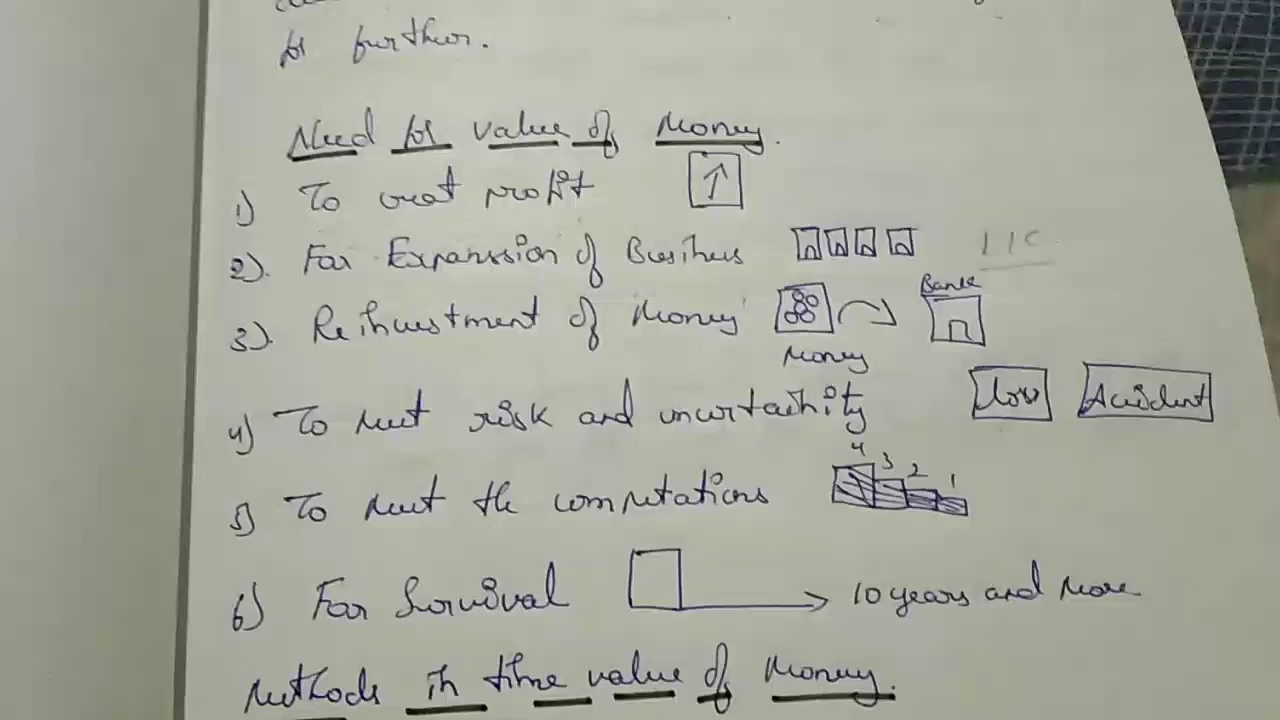 for further.
Need for value of Money.
1) To creat profit
2). For Expanssion of Business
3). Reinvestment of Money
Bank
Money
4) To meet risk and uncertainity
Loss Accident
4 3 2 1
5) To meet the competations
6) For Survival 10 years and More
Methods in time value of Money.